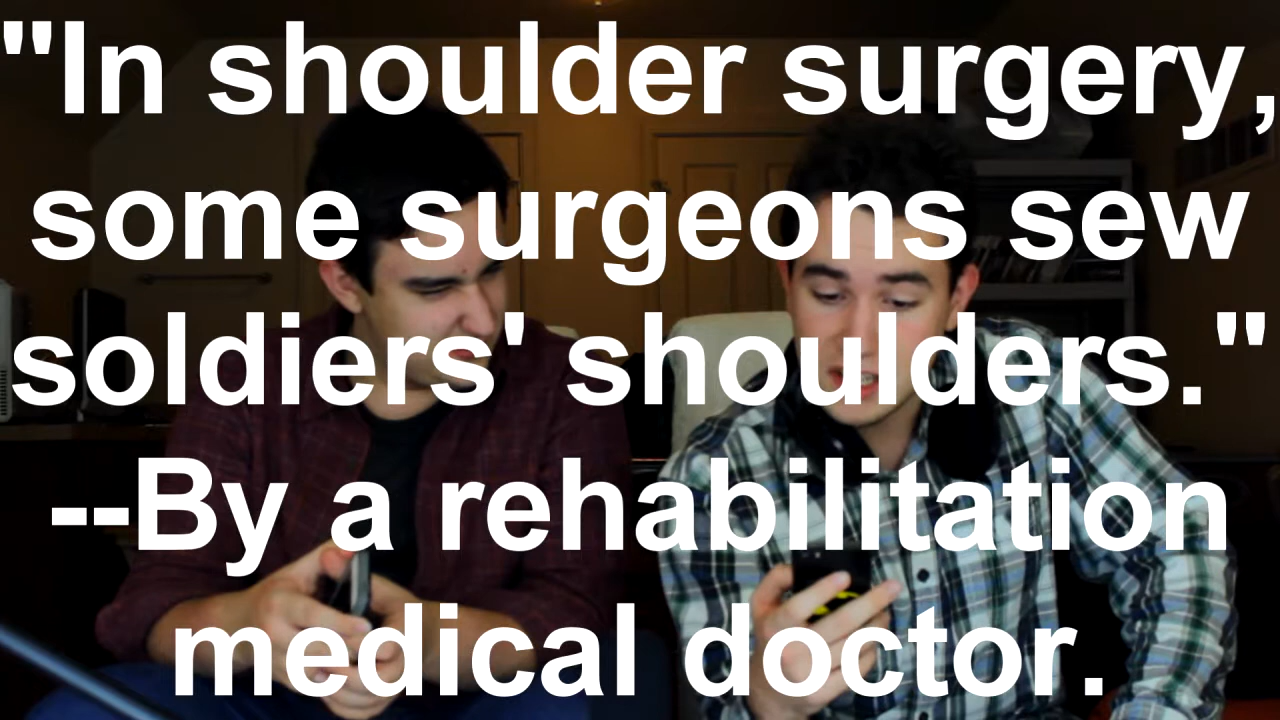 "In shoulder surgery,
some surgeons sew
soldiers' shoulders."
--By a rehabilitation
medical doctor.